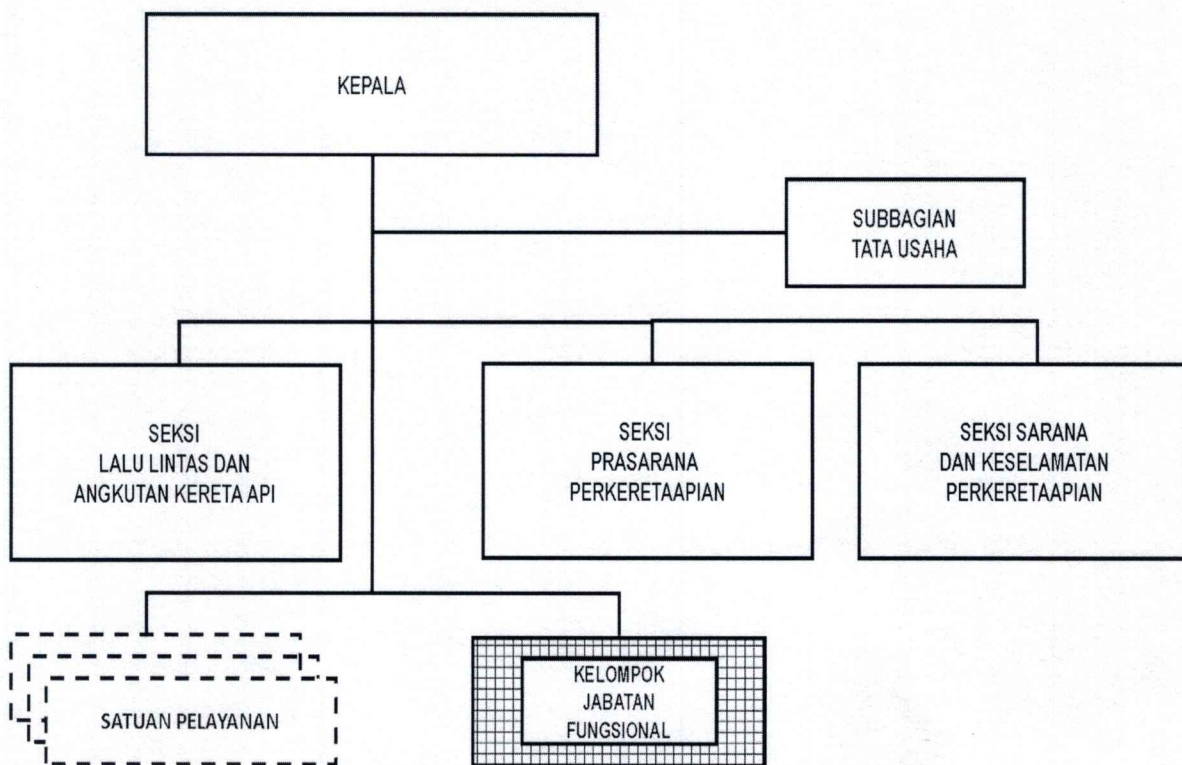 KEPALA
SUBBAGIAN
TATA USAHA
SEKSI
LALU LINTAS DAN
ANGKUTAN KERETA API
SEKSI
PRASARANA
PERKERETAAPIAN
SEKSI SARANA
DAN KESELAMATAN
PERKERETAAPIAN
SATUAN PELAYANAN
KELOMPOK
JABATAN
FUNGSIONAL